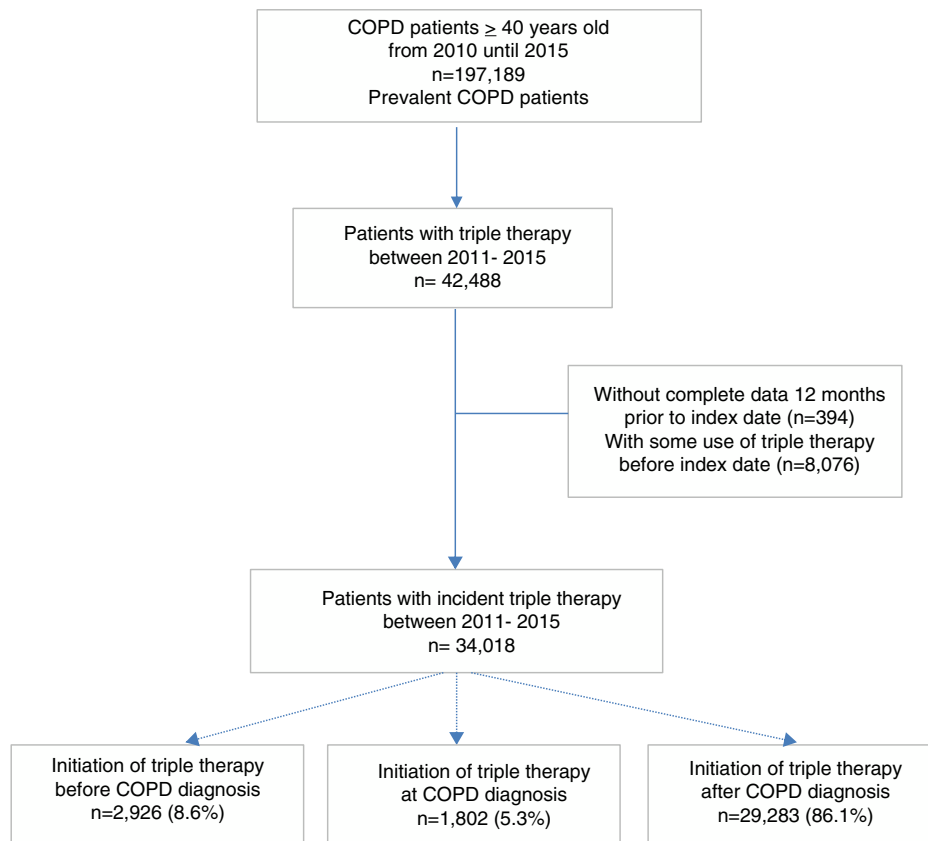 COPD patients ≥ 40 years old
from 2010 until 2015
n=197,189
Prevalent COPD patients
Patients with triple therapy
between 2011- 2015
n= 42,488
Without complete data 12 months
prior to index date (n=394)
With some use of triple therapy
before index date (n=8,076)
Patients with incident triple therapy
between 2011- 2015
n= 34,018
Initiation of triple therapy
before COPD diagnosis
n=2,926 (8.6%)
Initiation of triple therapy
at COPD diagnosis
n=1,802 (5.3%)
Initiation of triple therapy
after COPD diagnosis
n=29,283 (86.1%)